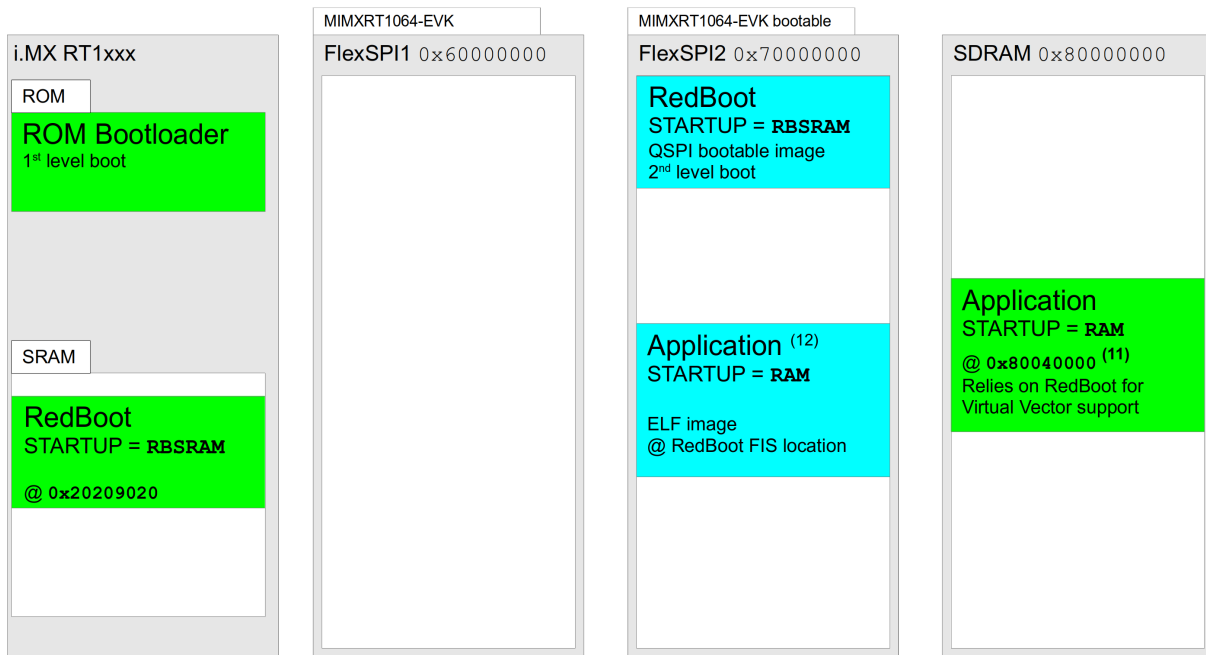 i.MX RT1xxx
ROM
ROM Bootloader
1st level boot
SRAM
RedBoot
STARTUP = RBSRAM
@ 0x20209020
MIMXRT1064-EVK
FlexSPI1 0x60000000
MIMXRT1064-EVK bootable
FlexSPI2 0x70000000
RedBoot
STARTUP = RBSRAM
QSPI bootable image
2nd level boot
Application (12)
STARTUP = RAM
ELF image
@ RedBoot FIS location
SDRAM 0x80000000
Application
STARTUP = RAM
@ 0x80040000 (11)
Relies on RedBoot for
Virtual Vector support